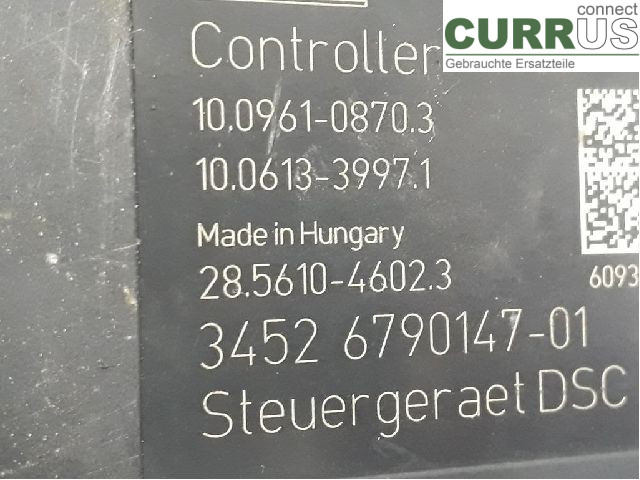 connect
CURRUS
Gebrauchte Ersatzteile
Controller
10.0961-0870.3
10.0613-3997.1
Made in Hungary
28.5610-4602.3
6093
3452 6790147-01
Steuergeraet DSC